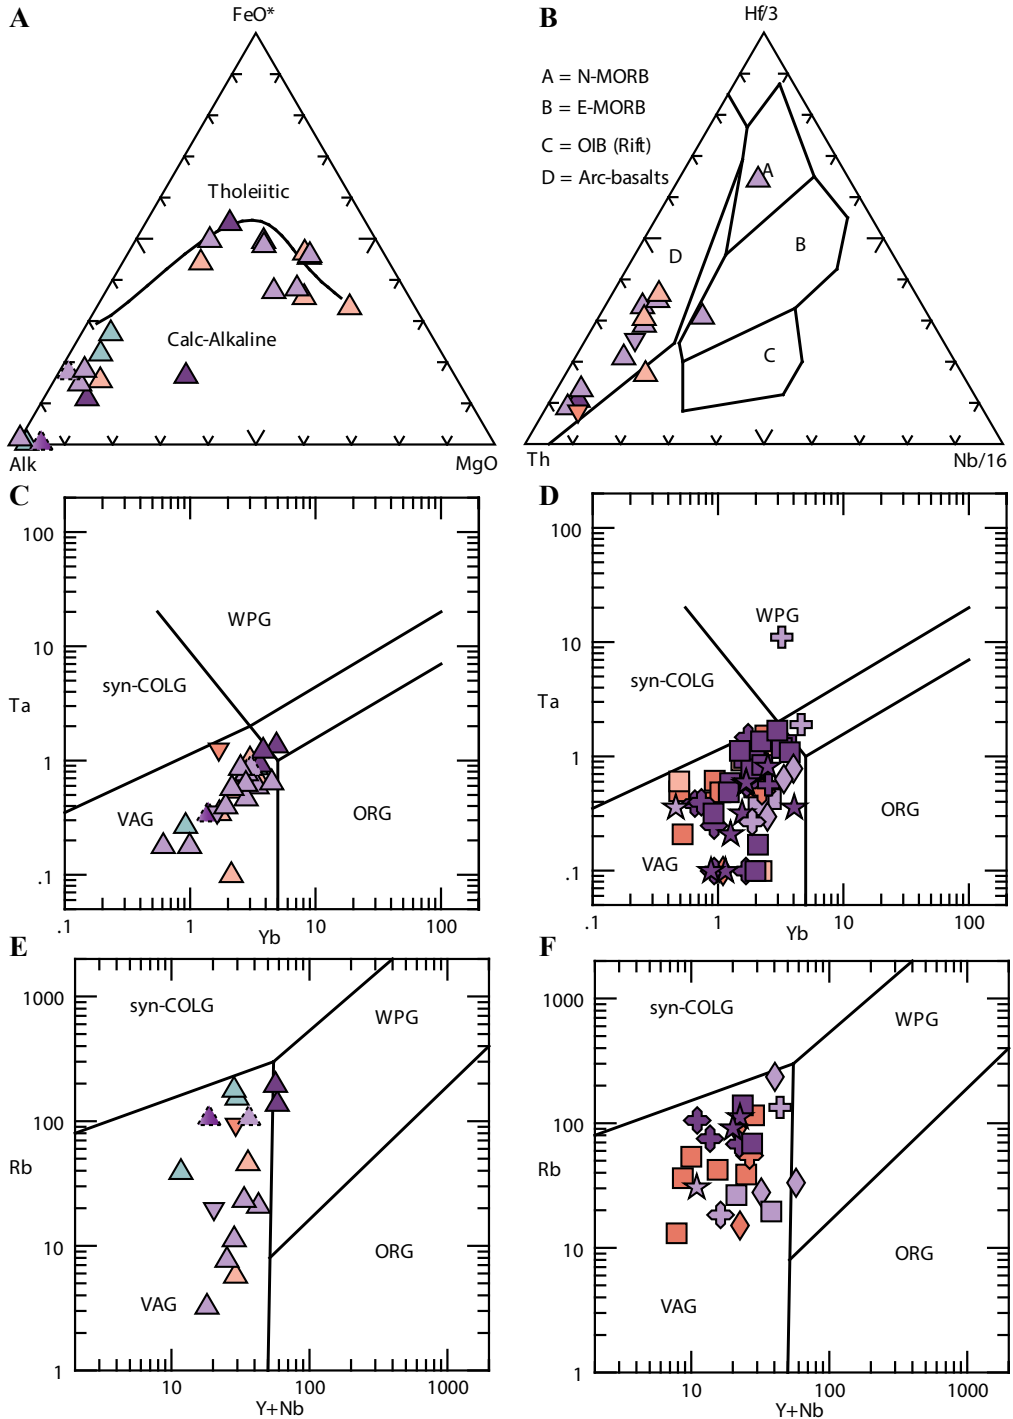 A
FeO*
Tholeiitic
Calc-Alkaline
Alk
MgO
B
Hf/3
A = N-MORB
B = E-MORB
C = OIB (Rift)
D = Arc-basalts
A
B
C
D
Th
Nb/16
C
100
10
1
.1
Ta
WPG
syn-COLG
VAG
ORG
.1
1
10
100
Yb
D
100
10
1
.1
Ta
WPG
syn-COLG
VAG
ORG
0.1
1
10
100
Yb
E
1000
100
10
1
Rb
syn-COLG
WPG
VAG
ORG
10
100
1000
Y+Nb
F
1000
100
10
1
Rb
syn-COLG
WPG
VAG
ORG
10
100
1000
Y+Nb